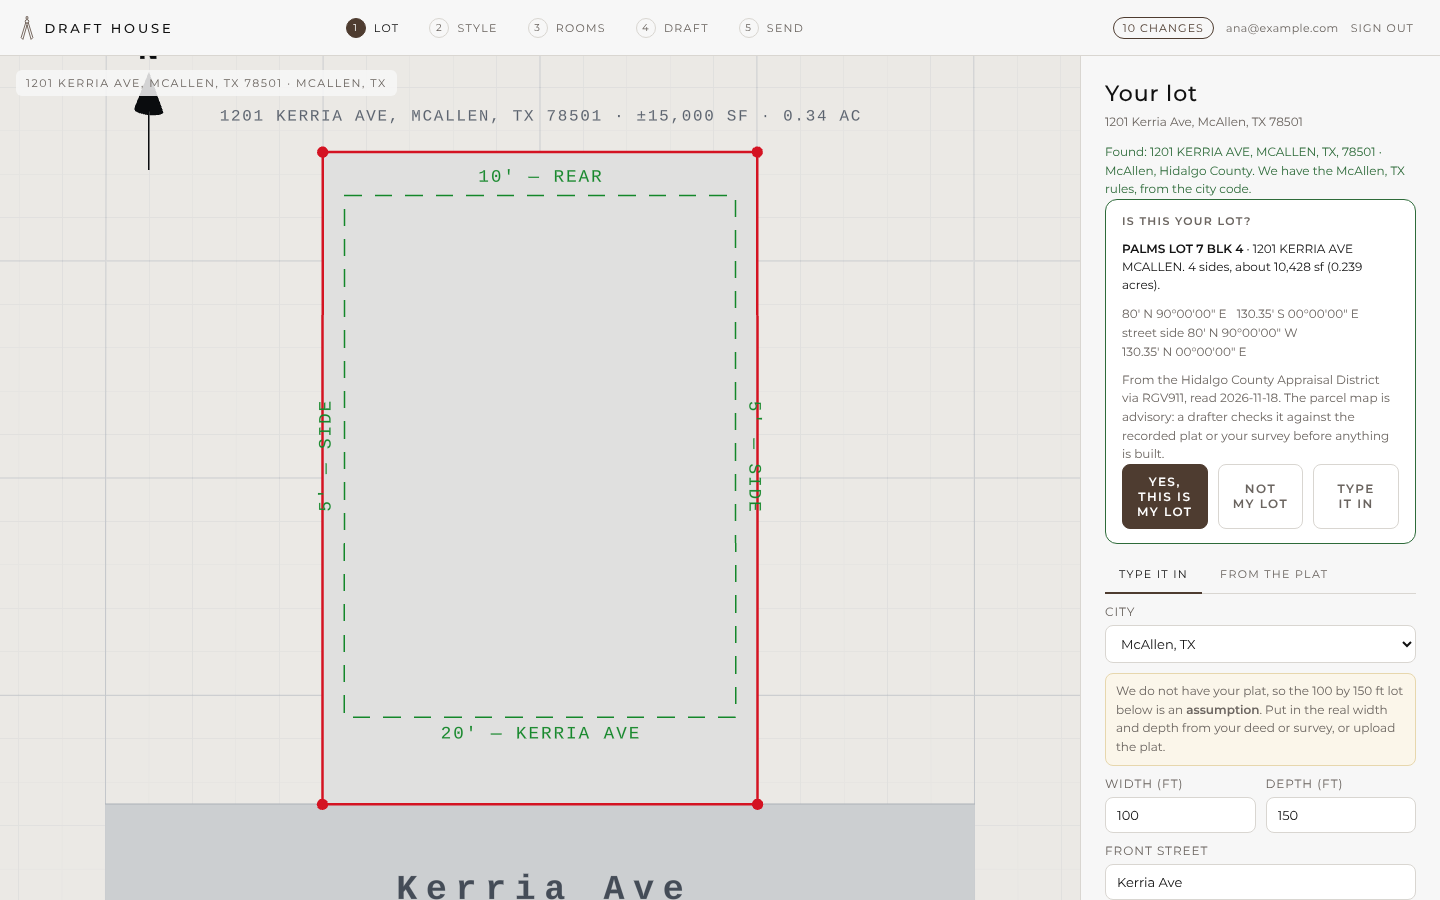 DRAFT HOUSE
1 LOT
2 STYLE
3 ROOMS
4 DRAFT
5 SEND
10 CHANGES
ana@example.com
SIGN OUT
1201 KERRIA AVE, MCALLEN, TX 78501 · MCALLEN, TX
1201 KERRIA AVE, MCALLEN, TX 78501 · ±15,000 SF · 0.34 AC
10' — REAR
5' — SIDE
5' — SIDE
20' — KERRIA AVE
Kerria Ave
Your lot
1201 Kerria Ave, McAllen, TX 78501
Found: 1201 KERRIA AVE, MCALLEN, TX, 78501 ·
McAllen, Hidalgo County. We have the McAllen, TX
rules, from the city code.
IS THIS YOUR LOT?
PALMS LOT 7 BLK 4 · 1201 KERRIA AVE
MCALLEN. 4 sides, about 10,428 sf (0.239
acres).
80' N 90°00'00" E 130.35' S 00°00'00" E
street side 80' N 90°00'00" W
130.35' N 00°00'00" E
From the Hidalgo County Appraisal District
via RGV911, read 2026-11-18. The parcel map is
advisory: a drafter checks it against the
recorded plat or your survey before anything
is built.
YES,
THIS IS
MY LOT
NOT
MY LOT
TYPE
IT IN
TYPE IT IN
FROM THE PLAT
CITY
McAllen, TX
We do not have your plat, so the 100 by 150 ft lot
below is an assumption. Put in the real width
and depth from your deed or survey, or upload
the plat.
WIDTH (FT)
DEPTH (FT)
100
150
FRONT STREET
Kerria Ave